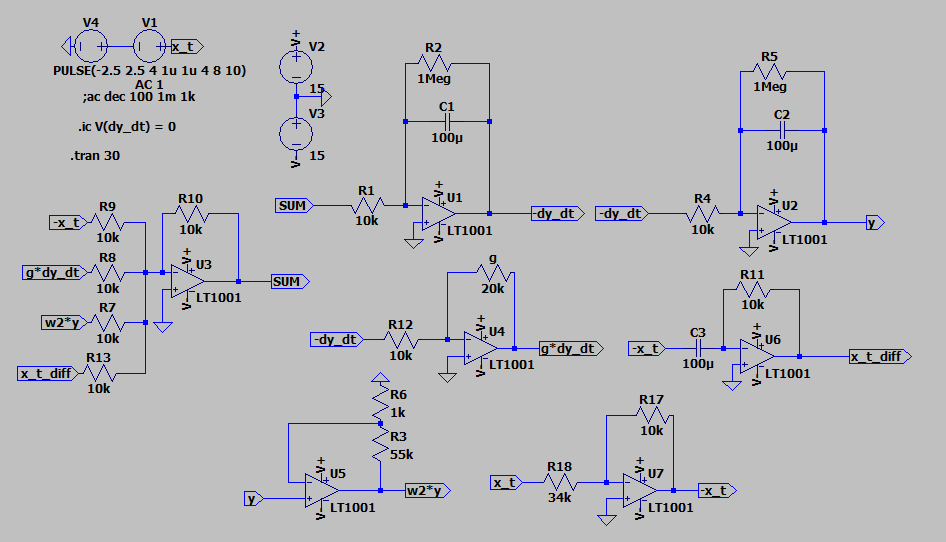 V4
V1
x_t
PULSE(-2.5 2.5 4 1u 1u 4 8 10)
AC 1
;ac dec 100 1m 1k
.ic V(dy_dt) = 0
.tran 30
V+
V2
15
V3
15
V-
R2
1Meg
C1
100µ
SUM
R1
10k
V+
U1
LT1001
V-
-dy_dt
R5
1Meg
C2
100µ
-dy_dt
R4
10k
V+
U2
LT1001
V-
y
R9
-x_t
10k
R10
10k
R8
g*dy_dt
10k
V+
U3
LT1001
V-
SUM
R7
w2*y
10k
R13
x_t_diff
10k
g
20k
-dy_dt
R12
10k
V+
U4
LT1001
V-
g*dy_dt
R11
10k
-x_t
C3
100µ
V+
U6
LT1001
V-
x_t_diff
R6
1k
R3
55k
y
V+
U5
LT1001
V-
w2*y
R17
10k
x_t
R18
34k
V+
U7
LT1001
V-
-x_t